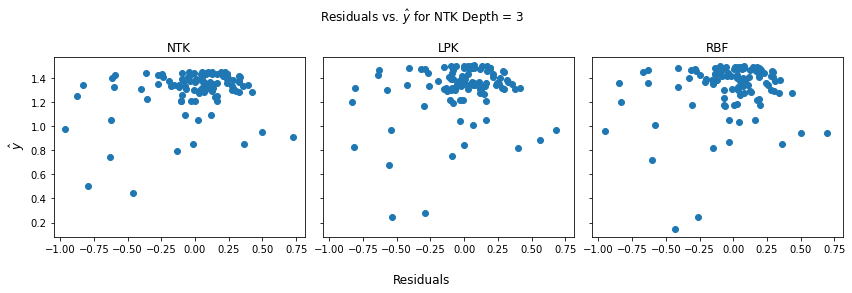 Residuals vs. ŷ for NTK Depth = 3
NTK LPK RBF
ŷ
1.4
1.2
1.0
0.8
0.6
0.4
0.2
−1.00 −0.75 −0.50 −0.25 0.00 0.25 0.50 0.75 −1.00 −0.75 −0.50 −0.25 0.00 0.25 0.50 0.75 −1.00 −0.75 −0.50 −0.25 0.00 0.25 0.50 0.75
Residuals